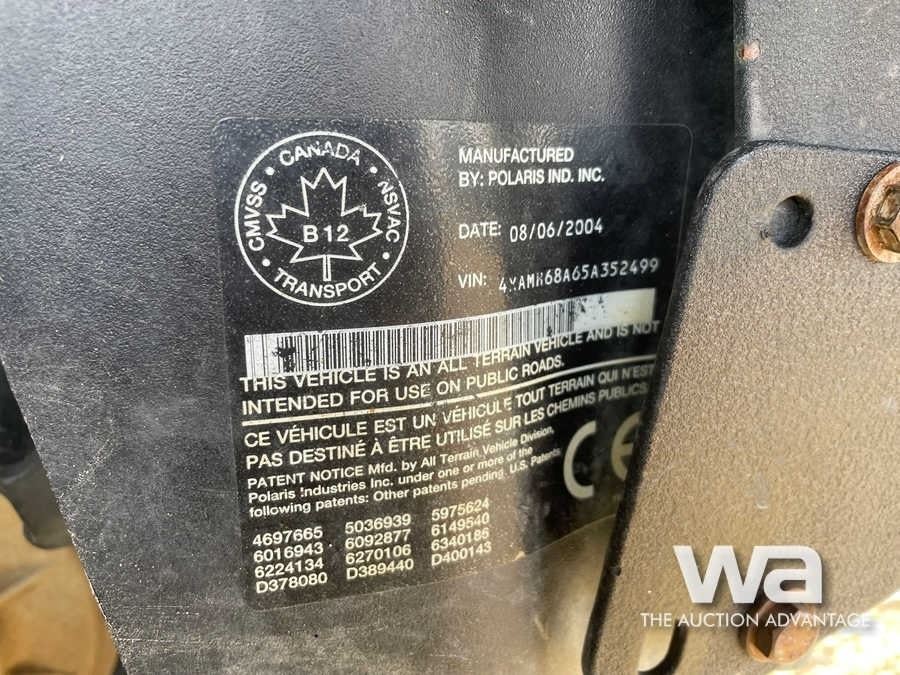 CMVSS • CANADA • NSVAC • TRANSPORT •
B 12
MANUFACTURED
BY: POLARIS IND. INC.
DATE: 08/06/2004
VIN: 4XAMH68A65A352499
THIS VEHICLE IS AN ALL TERRAIN VEHICLE AND IS NOT
INTENDED FOR USE ON PUBLIC ROADS.
CE VÉHICULE EST UN VÉHICULE TOUT TERRAIN QUI N'EST
PAS DESTINÉ À ÊTRE UTILISÉ SUR LES CHEMINS PUBLICS.
PATENT NOTICE Mfd. by All Terrain Vehicle Division,
Polaris Industries Inc. under one or more of the
following patents: Other patents pending, U.S. Patents
4697665 5036939 5975624
6016943 6092877 6149540
6224134 6270106 6340186
D378080 D389440 D400143
CE
wa
THE AUCTION ADVANTAGE